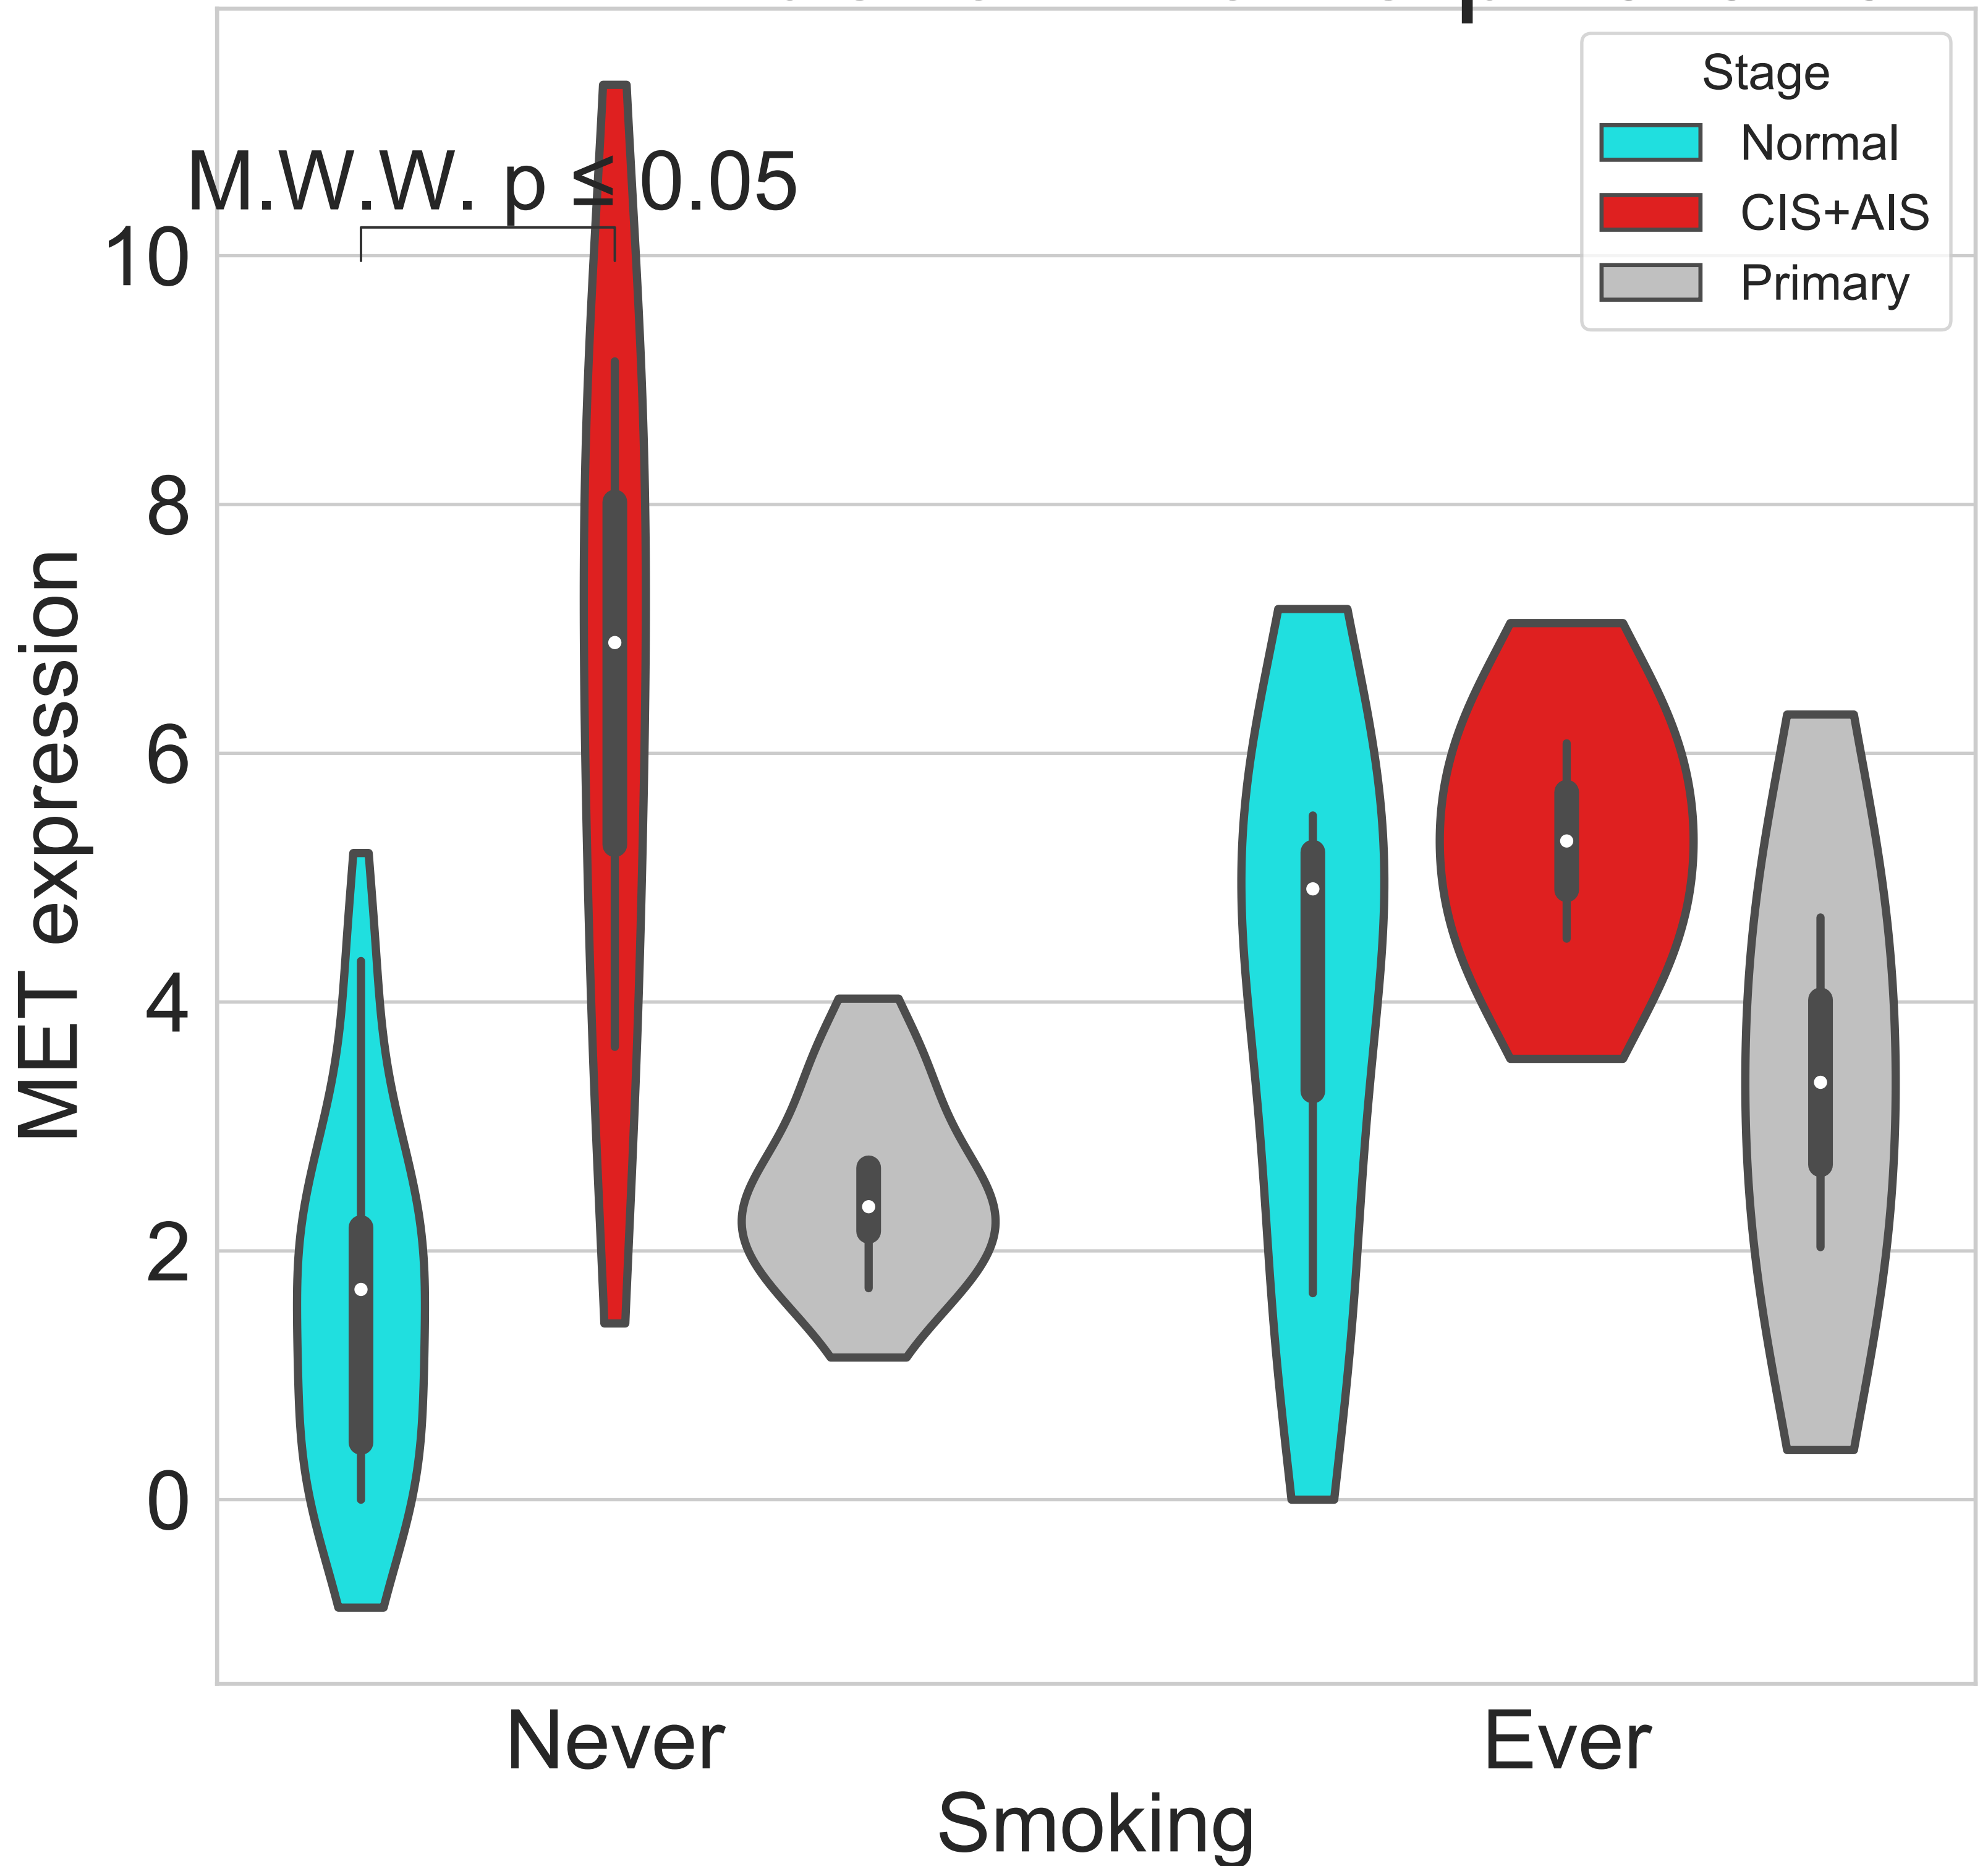 Stage
Normal
CIS+AIS
Primary
M.W.W. p ≤ 0.05
10
8
6
4
2
0
MET expression
Never
Ever
Smoking